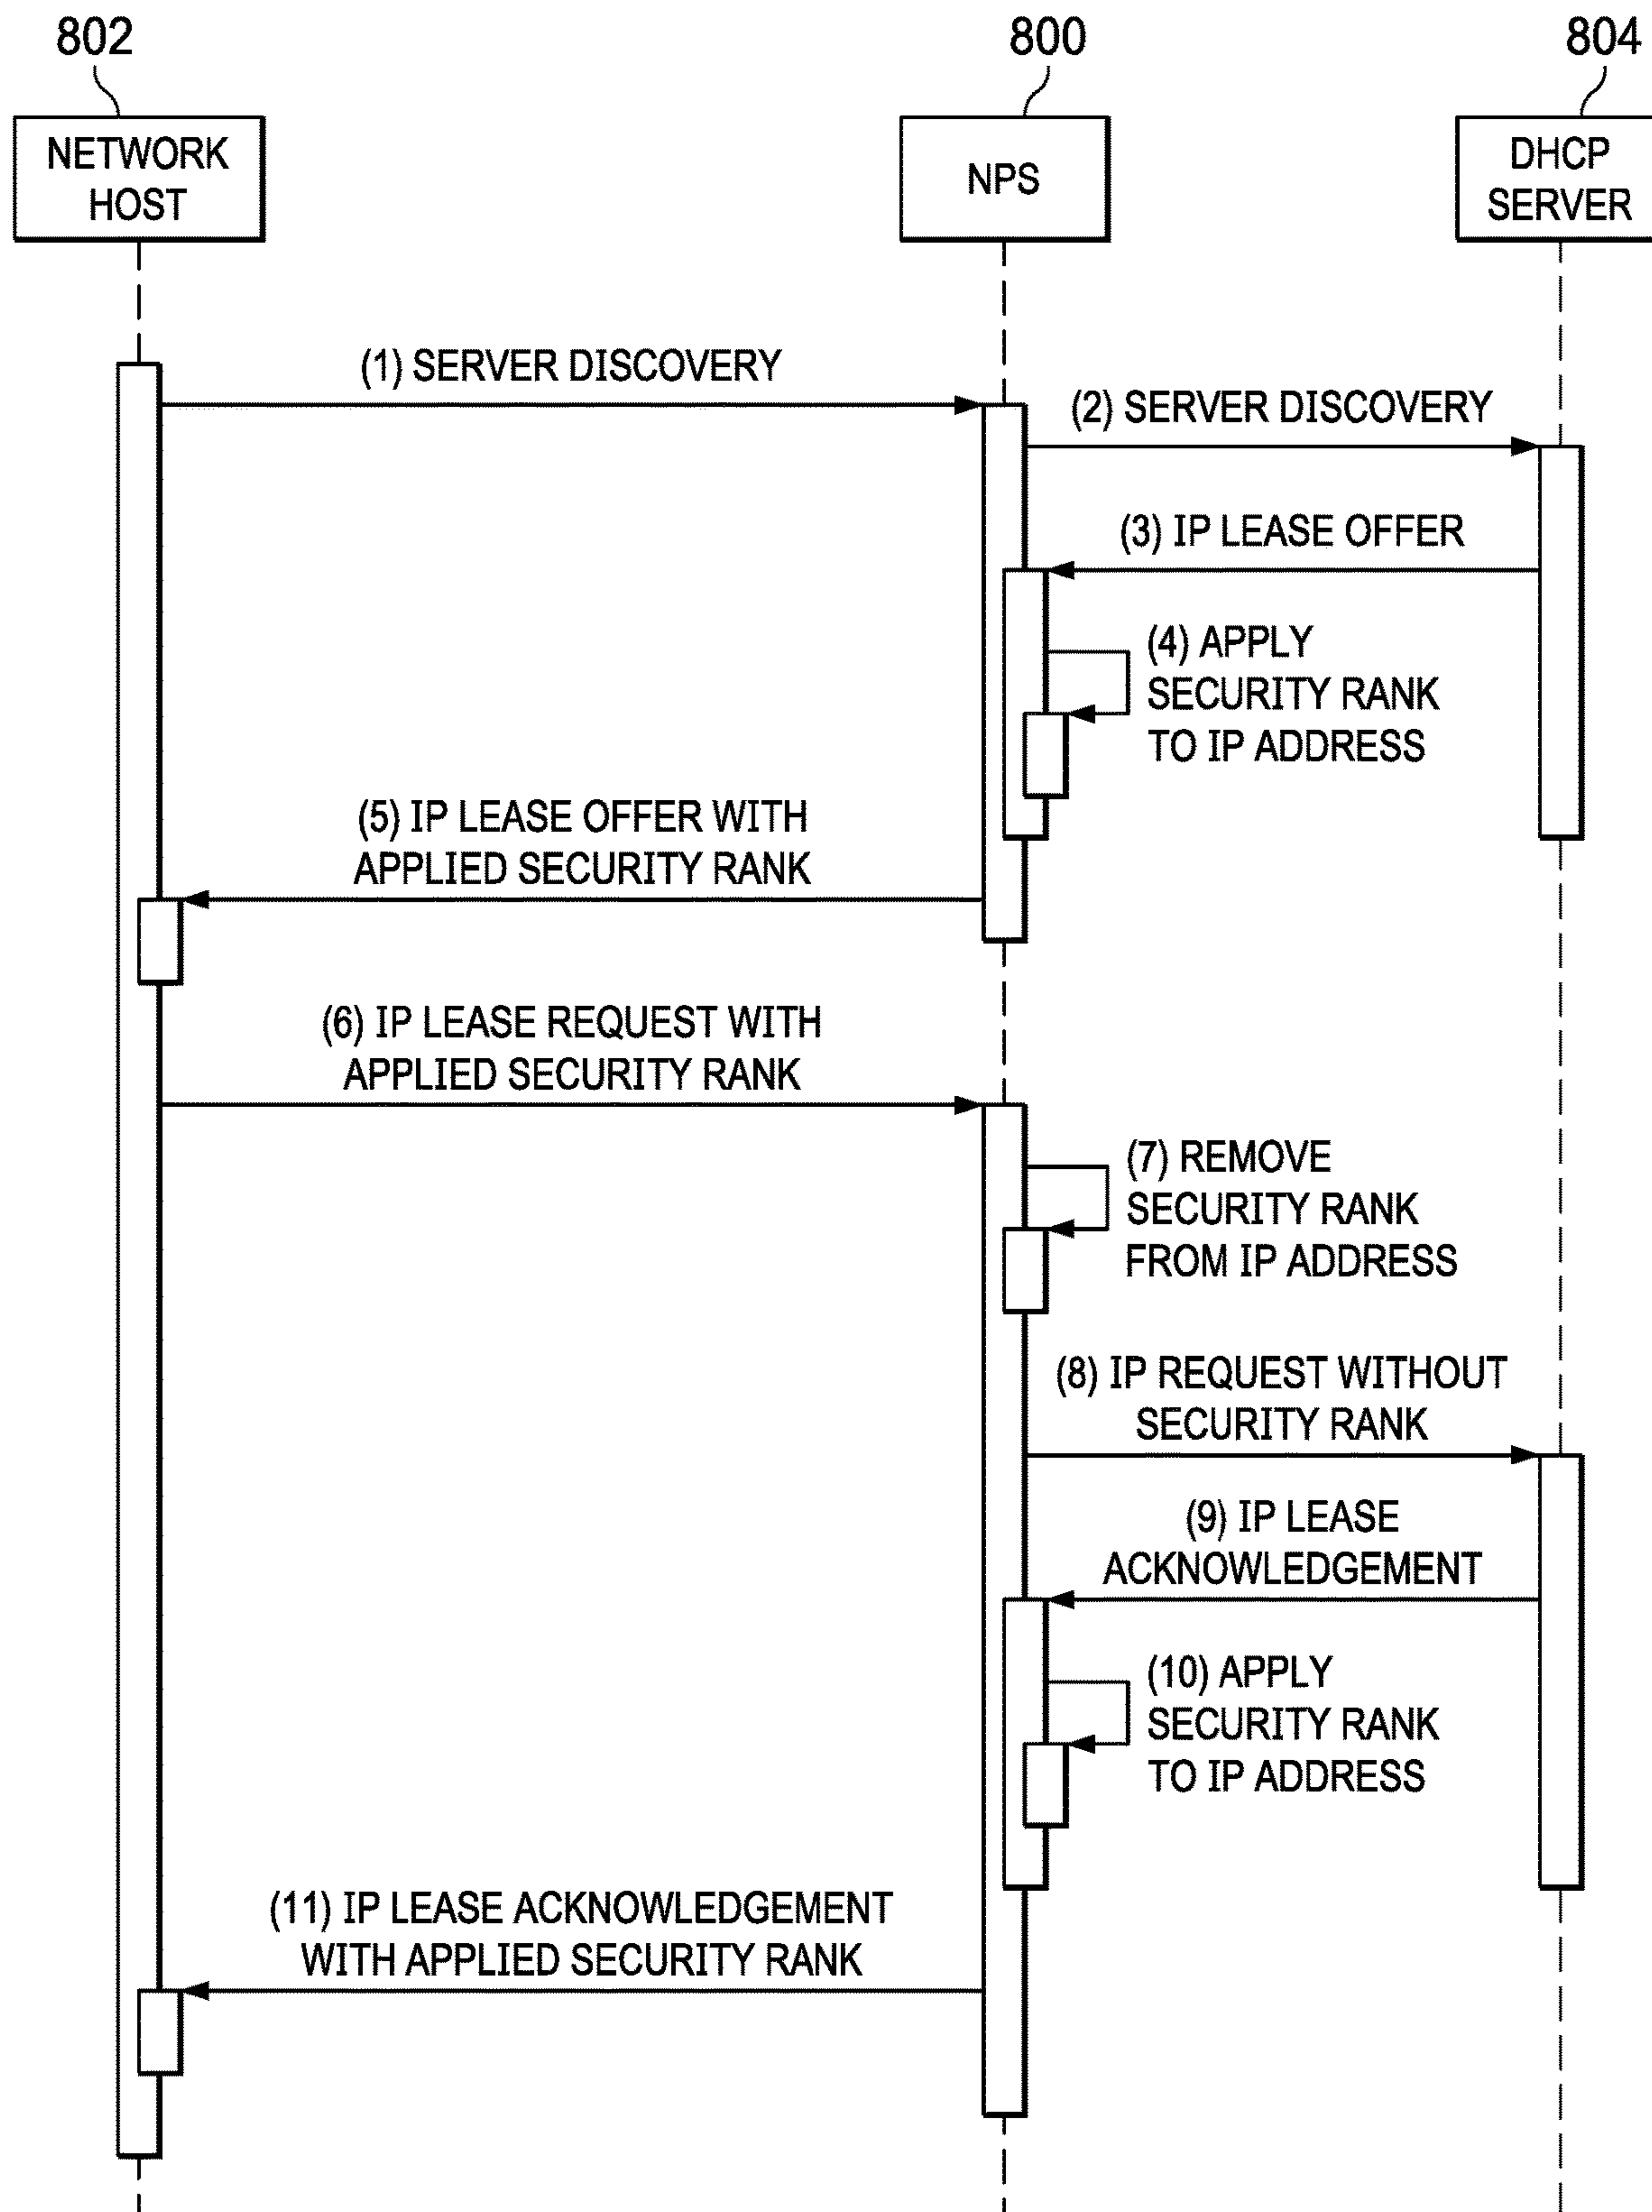 802
800
804
NETWORK
HOST
NPS
DHCP
SERVER
(1) SERVER DISCOVERY
(2) SERVER DISCOVERY
(3) IP LEASE OFFER
(4) APPLY
SECURITY RANK
TO IP ADDRESS
(5) IP LEASE OFFER WITH
APPLIED SECURITY RANK
(6) IP LEASE REQUEST WITH
APPLIED SECURITY RANK
(7) REMOVE
SECURITY RANK
FROM IP ADDRESS
(8) IP REQUEST WITHOUT
SECURITY RANK
(9) IP LEASE
ACKNOWLEDGEMENT
(10) APPLY
SECURITY RANK
TO IP ADDRESS
(11) IP LEASE ACKNOWLEDGEMENT
WITH APPLIED SECURITY RANK